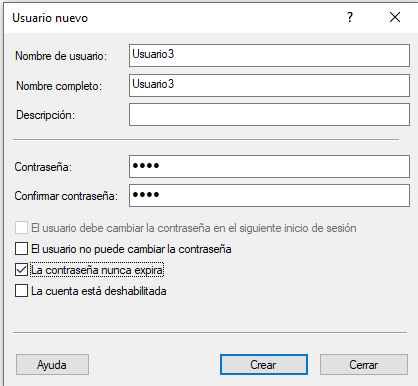 Usuario nuevo
Nombre de usuario: Usuario3
Nombre completo: Usuario3
Descripción:
Contraseña: ●●●●
Confirmar contraseña: ●●●●
El usuario debe cambiar la contraseña en el siguiente inicio de sesión
El usuario no puede cambiar la contraseña
La contraseña nunca expira
La cuenta está deshabilitada
Ayuda Crear Cerrar